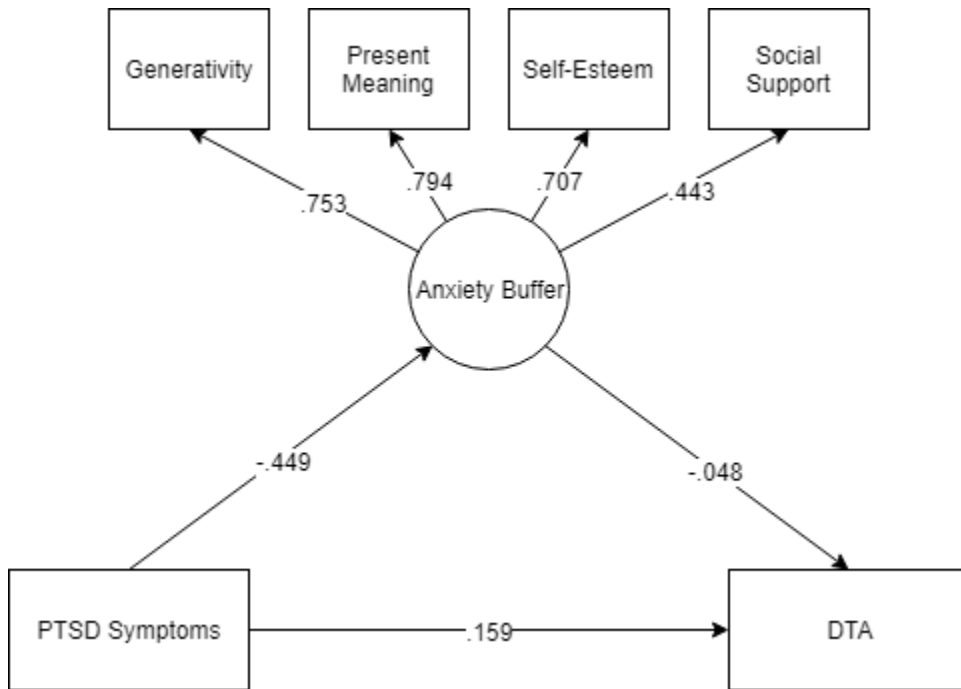 Generativity
Present
Meaning
Self-Esteem
Social
Support
.753
.794
.707
.443
Anxiety Buffer
-.449
-.048
PTSD Symptoms
.159
DTA